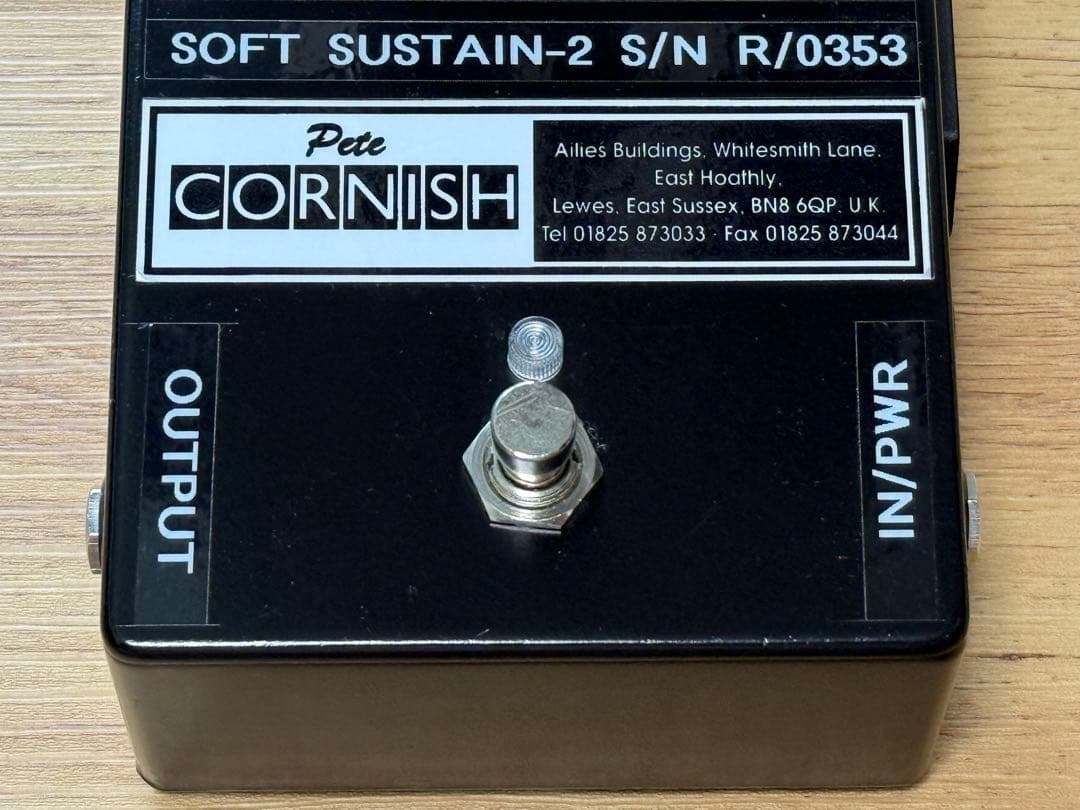 SOFT SUSTAIN-2 S/N R/0353
Pete
CORNISH
Ailies Buildings, Whitesmith Lane.
East Hoathly,
Lewes, East Sussex, BN8 6QP. U.K.
Tel 01825 873033 · Fax 01825 873044
OUTPUT
IN/PWR